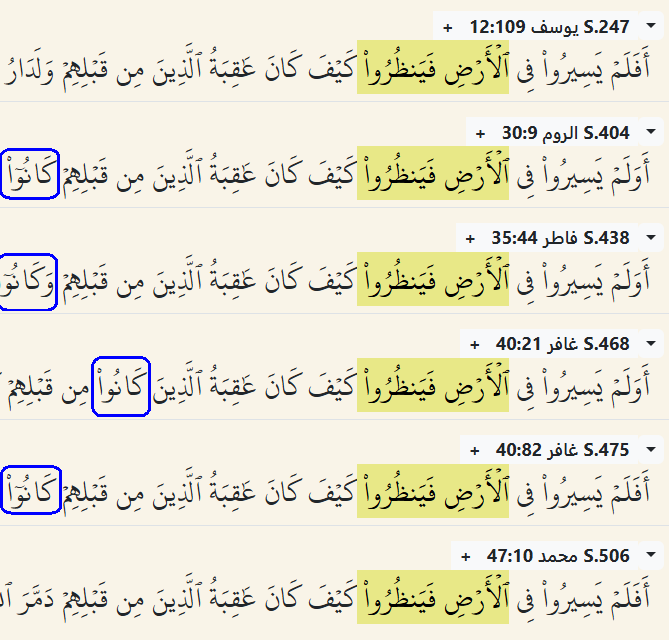 S.247 يوسف 12:109 +
أَفَلَمْ يَسِيرُوا۟ فِى ٱلْأَرْضِ فَيَنظُرُوا۟ كَيْفَ كَانَ عَـٰقِبَةُ ٱلَّذِينَ مِن قَبْلِهِمْ وَلَدَارُ
S.404 الروم 30:9 +
أَوَلَمْ يَسِيرُوا۟ فِى ٱلْأَرْضِ فَيَنظُرُوا۟ كَيْفَ كَانَ عَـٰقِبَةُ ٱلَّذِينَ مِن قَبْلِهِمْ كَانُوٓا۟
S.438 فاطر 35:44 +
أَوَلَمْ يَسِيرُوا۟ فِى ٱلْأَرْضِ فَيَنظُرُوا۟ كَيْفَ كَانَ عَـٰقِبَةُ ٱلَّذِينَ مِن قَبْلِهِمْ وَكَانُوٓ
S.468 غافر 40:21 +
أَوَلَمْ يَسِيرُوا۟ فِى ٱلْأَرْضِ فَيَنظُرُوا۟ كَيْفَ كَانَ عَـٰقِبَةُ ٱلَّذِينَ كَانُوا۟ مِن قَبْلِهِمْ
S.475 غافر 40:82 +
أَفَلَمْ يَسِيرُوا۟ فِى ٱلْأَرْضِ فَيَنظُرُوا۟ كَيْفَ كَانَ عَـٰقِبَةُ ٱلَّذِينَ مِن قَبْلِهِمْ كَانُوٓا۟
S.506 محمد 47:10 +
أَفَلَمْ يَسِيرُوا۟ فِى ٱلْأَرْضِ فَيَنظُرُوا۟ كَيْفَ كَانَ عَـٰقِبَةُ ٱلَّذِينَ مِن قَبْلِهِمْ دَمَّرَ